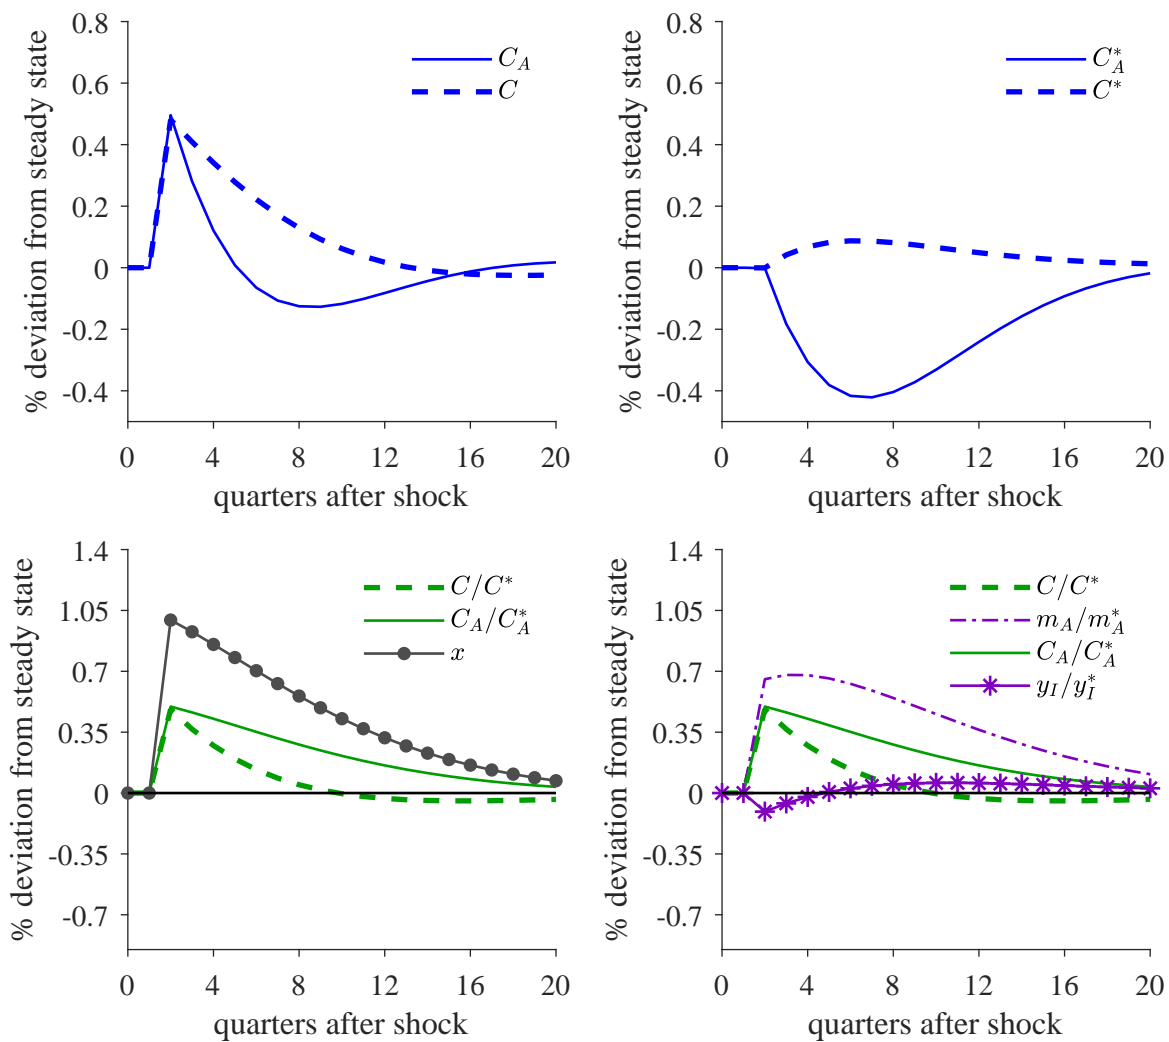 % deviation from steady state
0.8
0.6
0.4
0.2
0
-0.2
-0.4
0 4 8 12 16 20
quarters after shock
C_A
C
% deviation from steady state
0.8
0.6
0.4
0.2
0
-0.2
-0.4
0 4 8 12 16 20
quarters after shock
C_A^*
C^*
% deviation from steady state
1.4
1.05
0.7
0.35
0
-0.35
-0.7
0 4 8 12 16 20
quarters after shock
C/C^*
C_A/C_A^*
x
% deviation from steady state
1.4
1.05
0.7
0.35
0
-0.35
-0.7
0 4 8 12 16 20
quarters after shock
C/C^*
m_A/m_A^*
C_A/C_A^*
y_I/y_I^*